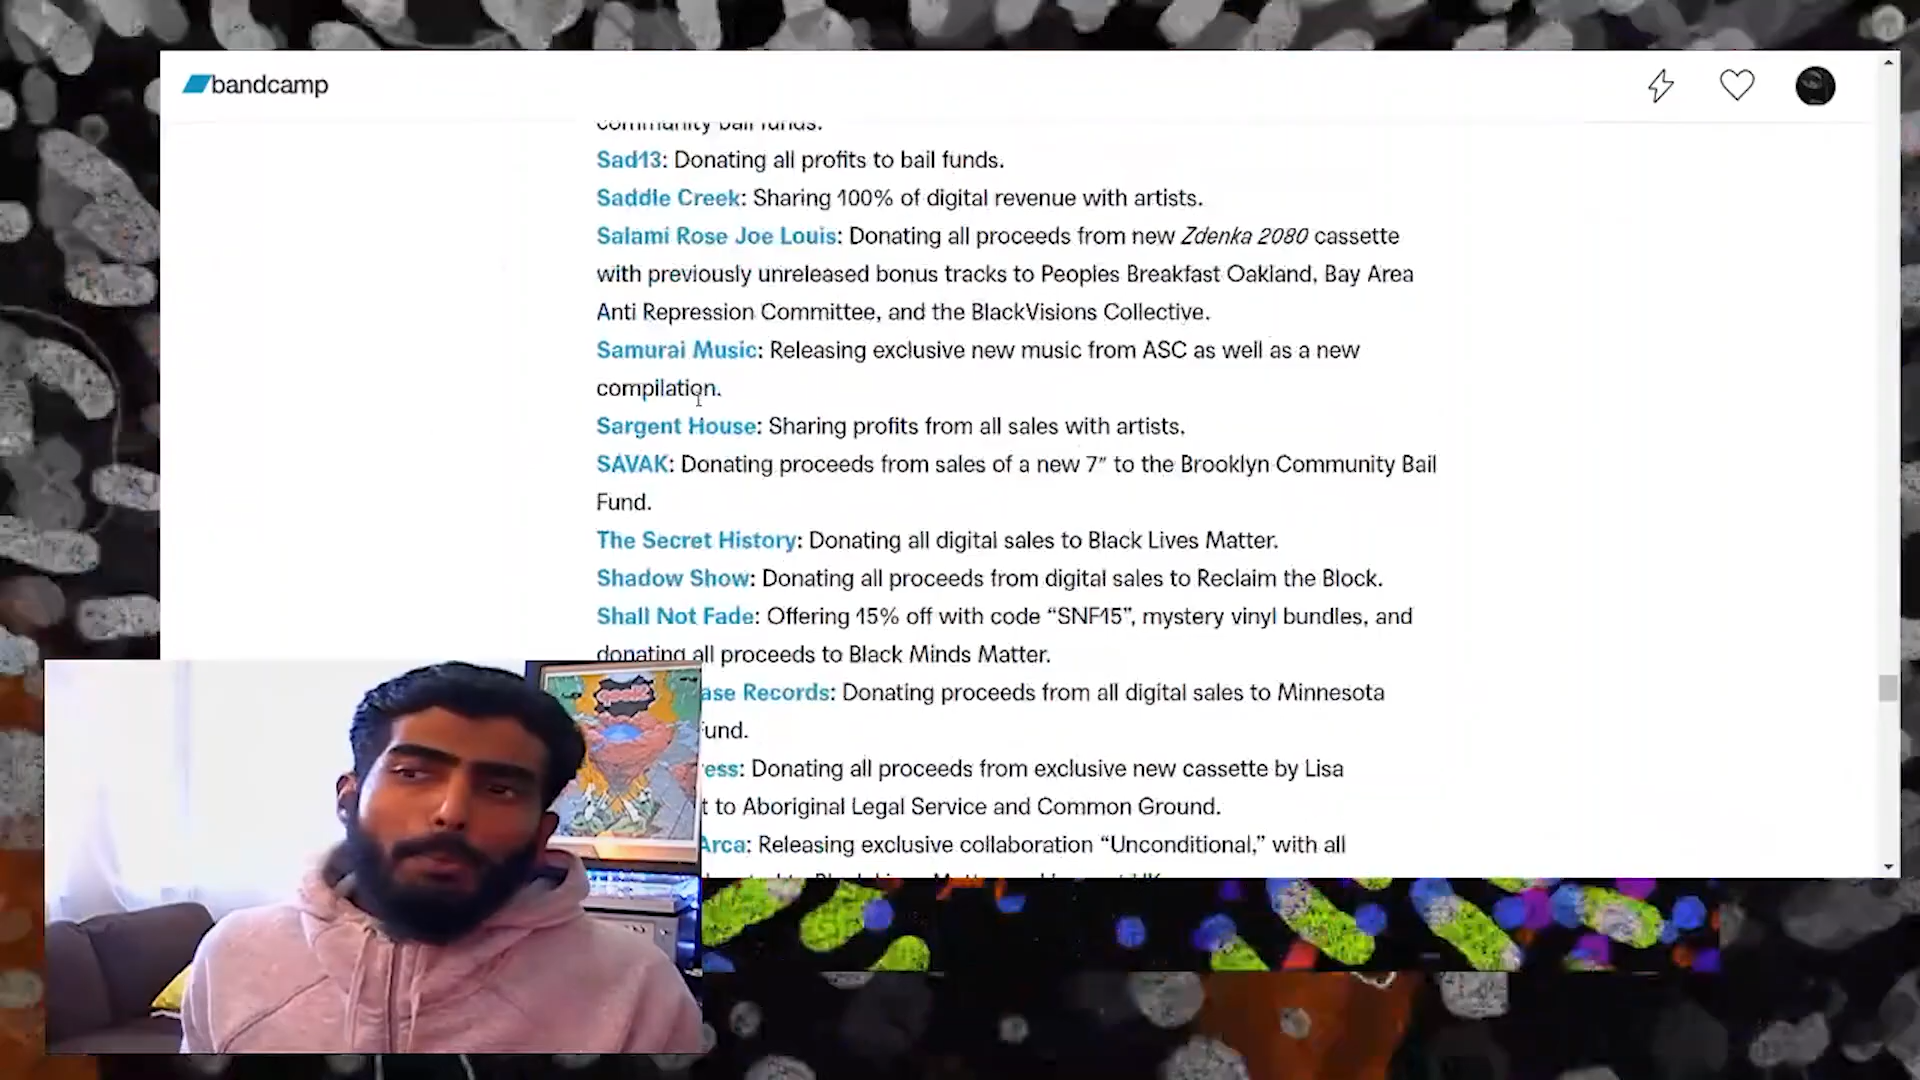 bandcamp
community bail funds.
Sad13: Donating all profits to bail funds.
Saddle Creek: Sharing 100% of digital revenue with artists.
Salami Rose Joe Louis: Donating all proceeds from new Zdenka 2080 cassette
with previously unreleased bonus tracks to Peoples Breakfast Oakland, Bay Area
Anti Repression Committee, and the BlackVisions Collective.
Samurai Music: Releasing exclusive new music from ASC as well as a new
compilation.
Sargent House: Sharing profits from all sales with artists.
SAVAK: Donating proceeds from sales of a new 7” to the Brooklyn Community Bail
Fund.
The Secret History: Donating all digital sales to Black Lives Matter.
Shadow Show: Donating all proceeds from digital sales to Reclaim the Block.
Shall Not Fade: Offering 15% off with code “SNF15”, mystery vinyl bundles, and
donating all proceeds to Black Minds Matter.
ase Records: Donating proceeds from all digital sales to Minnesota
und.
ess: Donating all proceeds from exclusive new cassette by Lisa
t to Aboriginal Legal Service and Common Ground.
Arca: Releasing exclusive collaboration “Unconditional,” with all